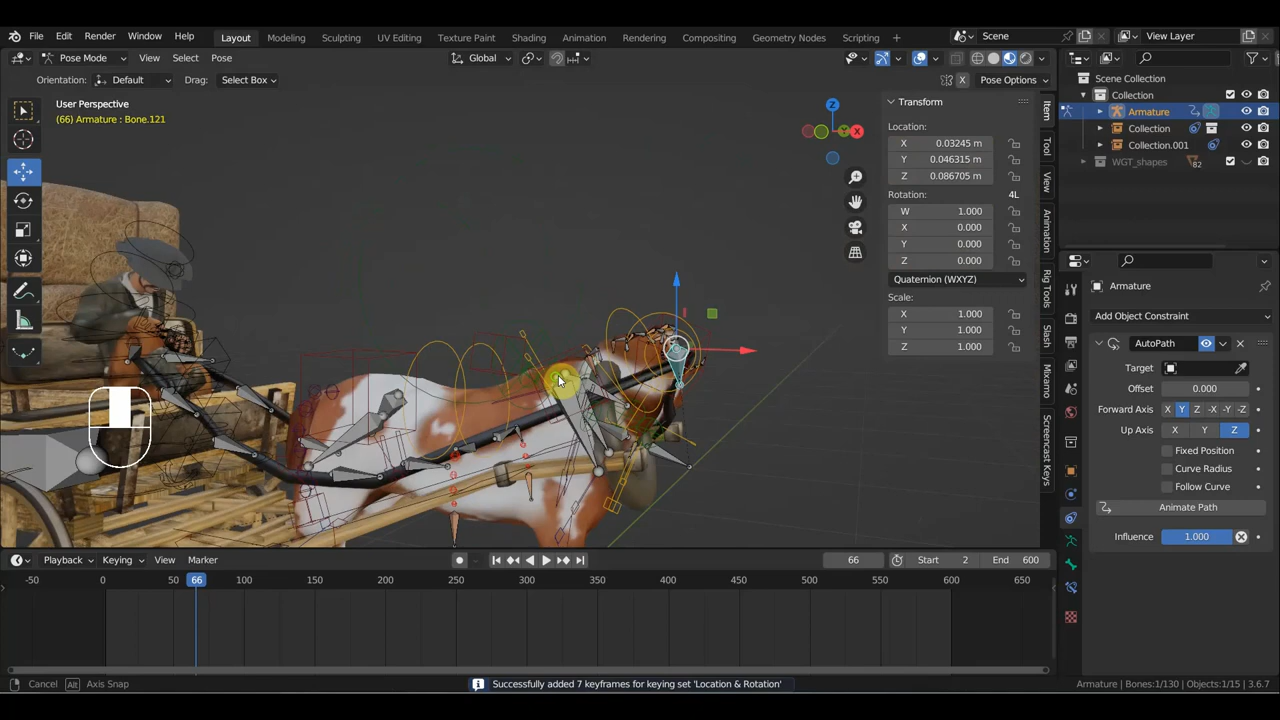 File Edit Render Window Help Layout Modeling Sculpting UV Editing Texture Paint Shading Animation Rendering Compositing Geometry Nodes Scripting + Scene View Layer
Pose Mode View Select Pose Global
Orientation: Default Drag: Select Box X Pose Options
Scene Collection
Collection
Armature
Collection
Collection.001
WGT_shapes 82
User Perspective
(66) Armature : Bone.121
Z
Y
X
Transform
Location:
X 0.03245 m
Y 0.046315 m
Z 0.086705 m
Rotation: 4L
W 1.000
X 0.000
Y 0.000
Z 0.000
Quaternion (WXYZ)
Scale:
X 1.000
Y 1.000
Z 1.000
Item
Tool
View
Animation
Rig Tools
Slash
Mixamo
Screencast Keys
Armature
Add Object Constraint
AutoPath
Target
Offset 0.000
Forward Axis X Y Z -X -Y -Z
Up Axis X Y Z
Fixed Position
Curve Radius
Follow Curve
Animate Path
Influence 1.000
Playback Keying View Marker 66 Start 2 End 600
-50 0 50 66 100 150 200 250 300 350 400 450 500 550 600 650
Cancel Alt Axis Snap Successfully added 7 keyframes for keying set 'Location & Rotation' Armature | Bones:1/130 | Objects:1/15 | 3.6.7